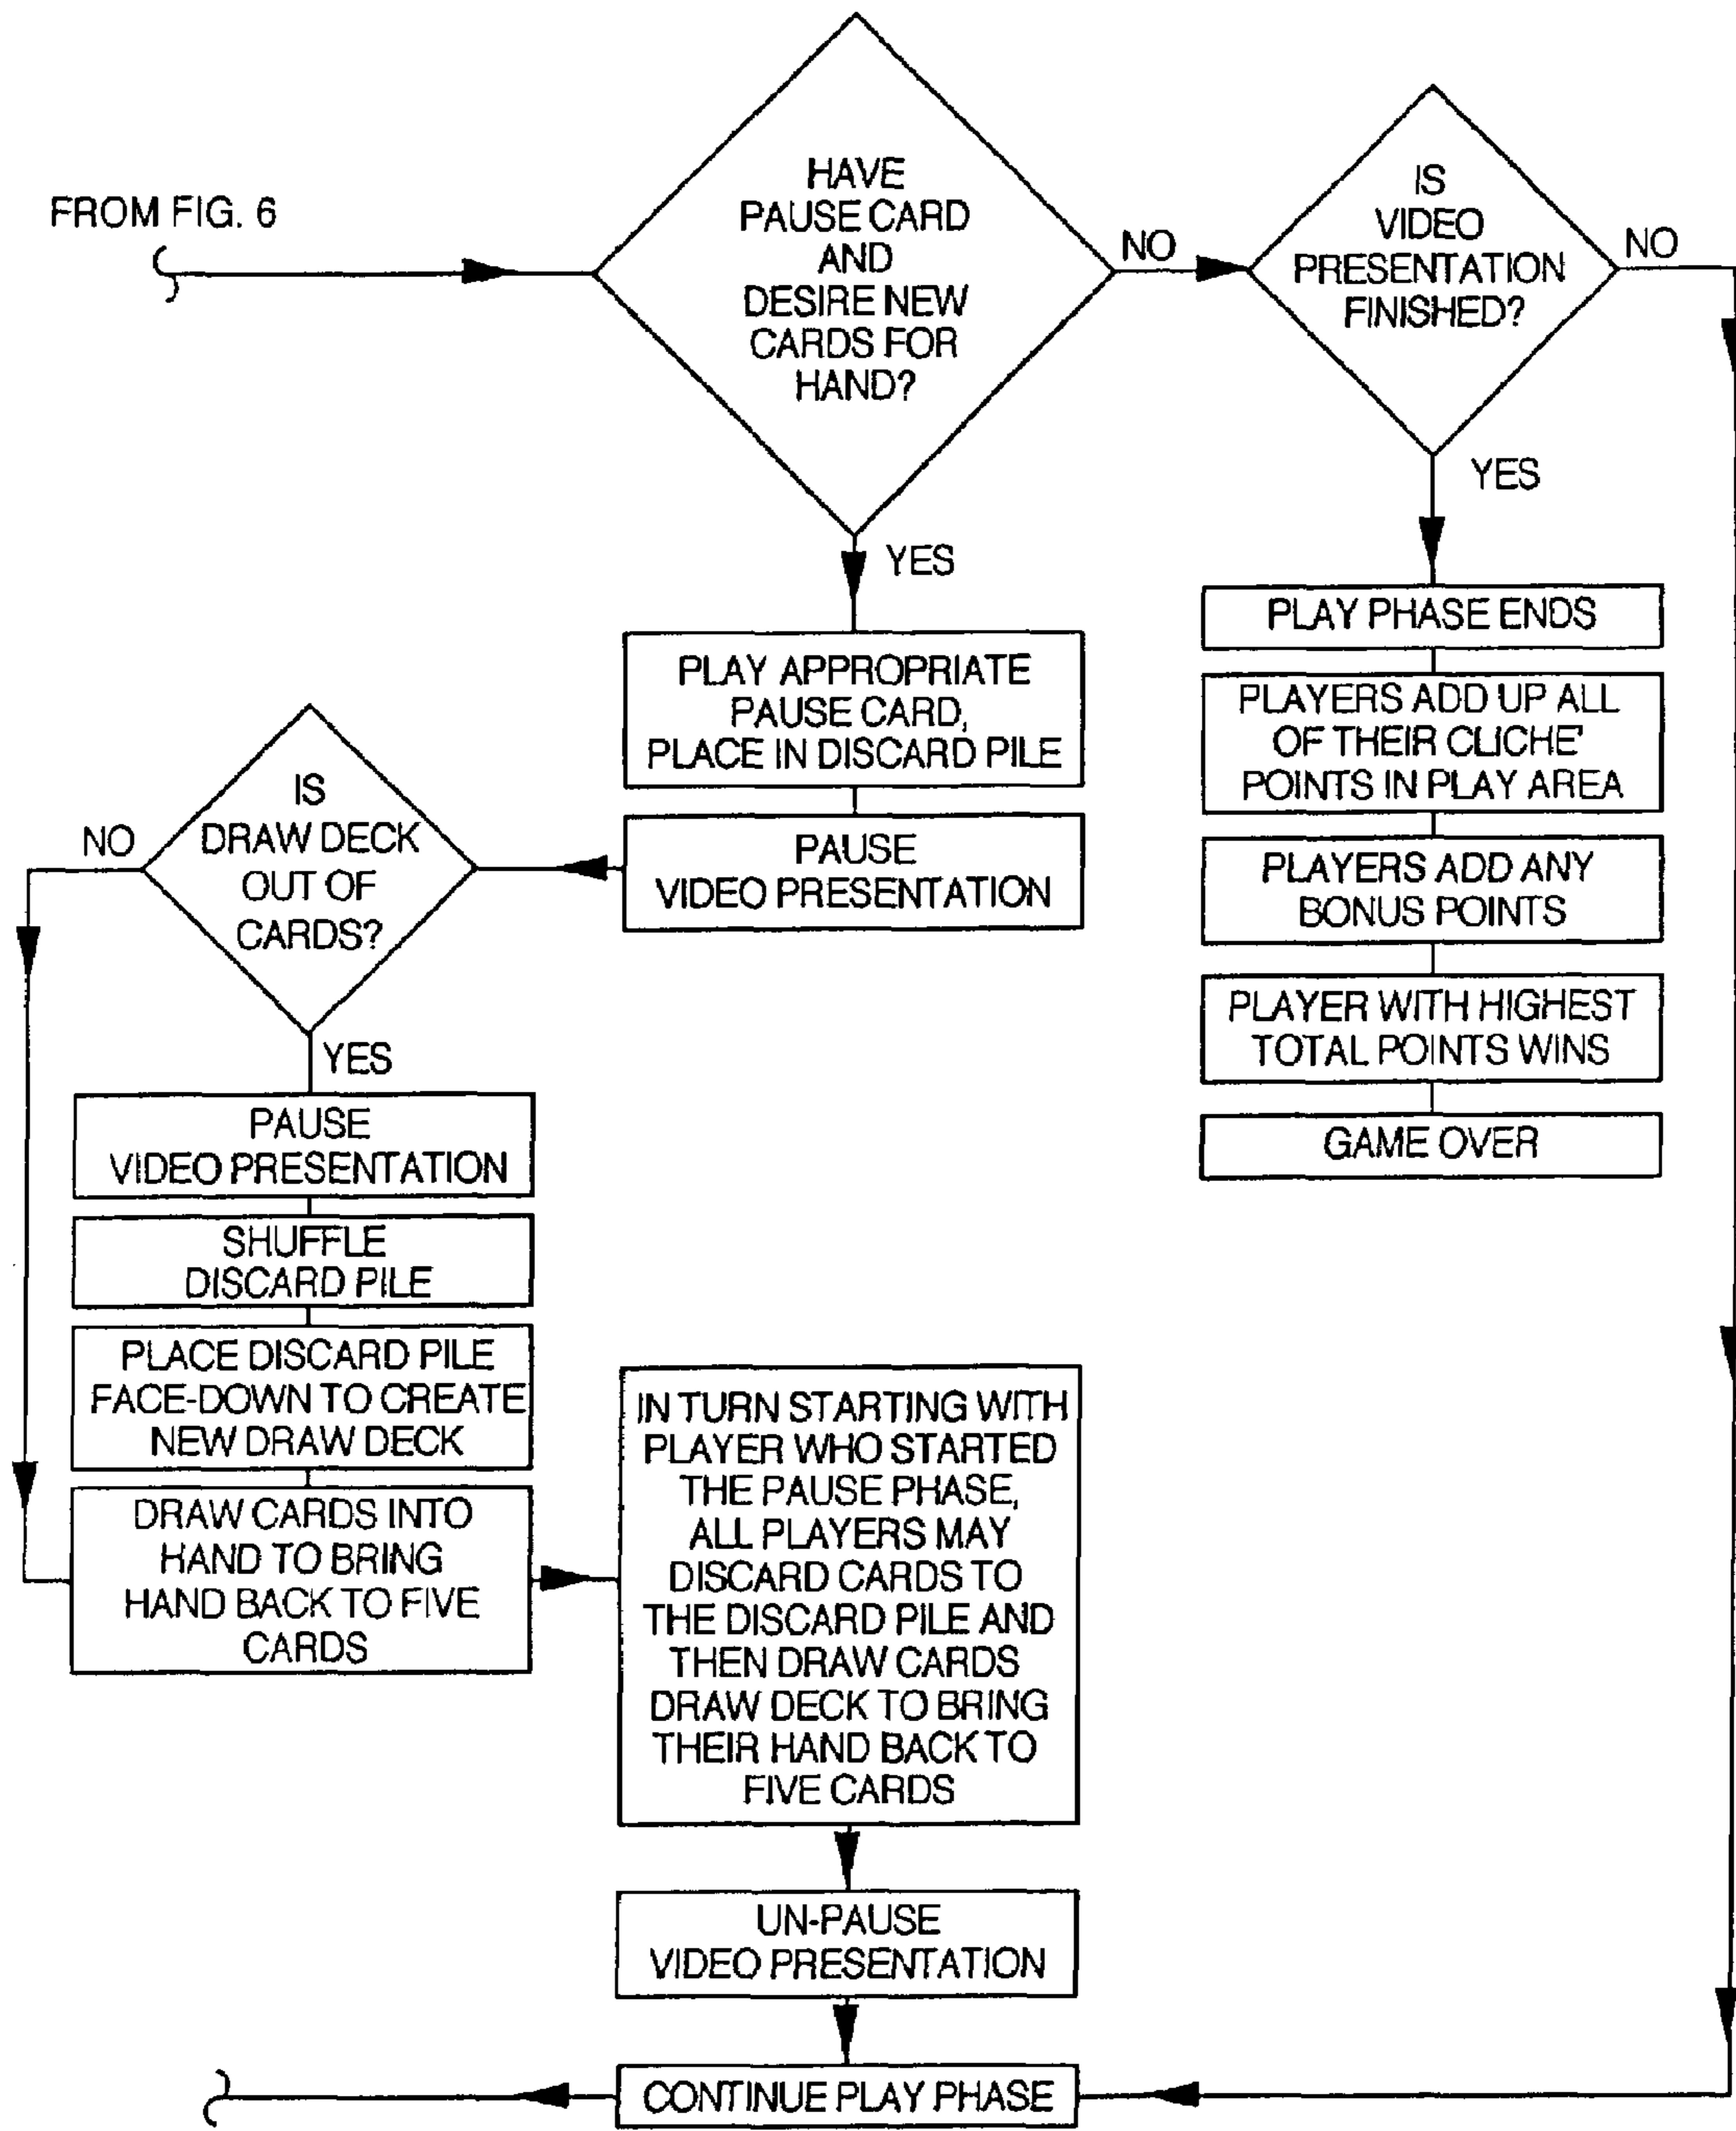 FROM FIG. 6
HAVE
PAUSE CARD
AND
DESIRE NEW
CARDS FOR
HAND?
NO
IS
VIDEO
PRESENTATION
FINISHED?
NO
YES
YES
PLAY PHASE ENDS
PLAYERS ADD UP ALL
OF THEIR CLICHE'
POINTS IN PLAY AREA
PLAYERS ADD ANY
BONUS POINTS
PLAYER WITH HIGHEST
TOTAL POINTS WINS
GAME OVER
PLAY APPROPRIATE
PAUSE CARD,
PLACE IN DISCARD PILE
PAUSE
VIDEO PRESENTATION
IS
DRAW DECK
OUT OF
CARDS?
NO
YES
PAUSE
VIDEO PRESENTATION
SHUFFLE
DISCARD PILE
PLACE DISCARD PILE
FACE-DOWN TO CREATE
NEW DRAW DECK
DRAW CARDS INTO
HAND TO BRING
HAND BACK TO FIVE
CARDS
IN TURN STARTING WITH
PLAYER WHO STARTED
THE PAUSE PHASE,
ALL PLAYERS MAY
DISCARD CARDS TO
THE DISCARD PILE AND
THEN DRAW CARDS
DRAW DECK TO BRING
THEIR HAND BACK TO
FIVE CARDS
UN-PAUSE
VIDEO PRESENTATION
CONTINUE PLAY PHASE